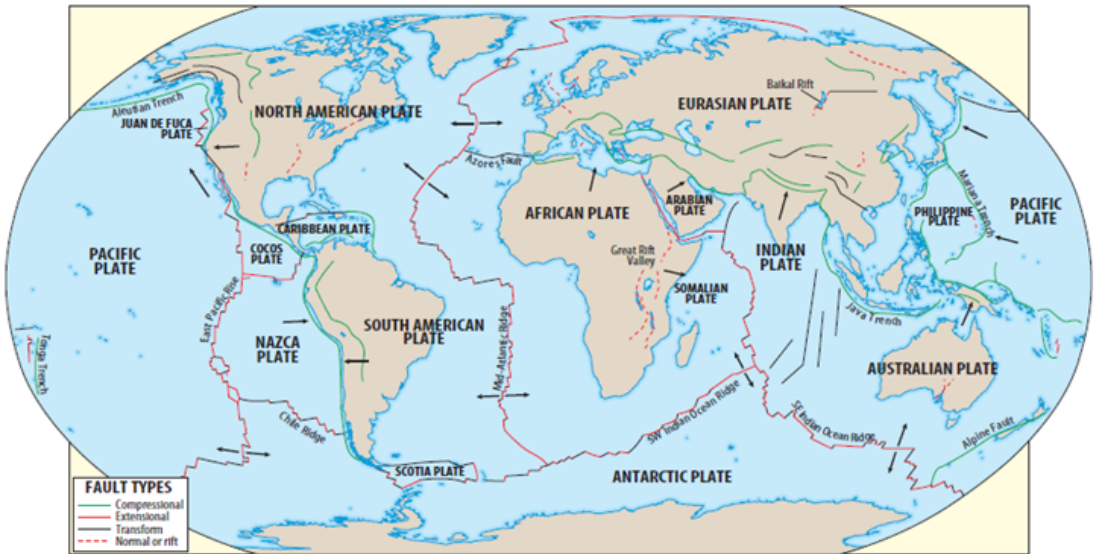 Aleutian Trench
JUAN DE FUCA
PLATE
NORTH AMERICAN PLATE
EURASIAN PLATE
Baikal Rift
Azores Fault
AFRICAN PLATE
ARABIAN
PLATE
CARIBBEAN PLATE
COCOS
PLATE
PACIFIC
PLATE
Great Rift
Valley
SOMALIAN
PLATE
INDIAN
PLATE
PHILIPPINE
PLATE
Mariana Trench
PACIFIC
PLATE
East Pacific Rise
NAZCA
PLATE
SOUTH AMERICAN
PLATE
Mid-Atlantic Ridge
Java Trench
Tonga Trench
AUSTRALIAN PLATE
Chile Ridge
SW Indian Ocean Ridge
SE Indian Ocean Ridge
Alpine Fault
SCOTIA PLATE
ANTARCTIC PLATE
FAULT TYPES
Compressional
Extensional
Transform
Normal or rift